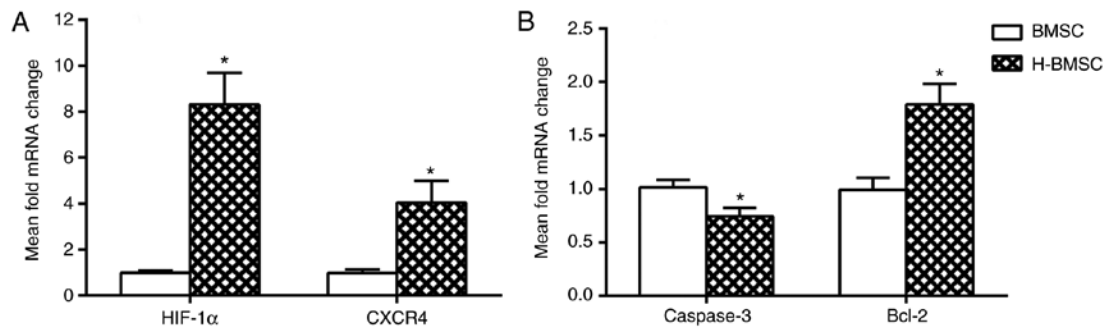 A
Mean fold mRNA change
12
10
8
6
4
2
0
*
*
HIF-1α
CXCR4
B
Mean fold mRNA change
2.5
2.0
1.5
1.0
0.5
0.0
*
*
Caspase-3
Bcl-2
BMSC
H-BMSC